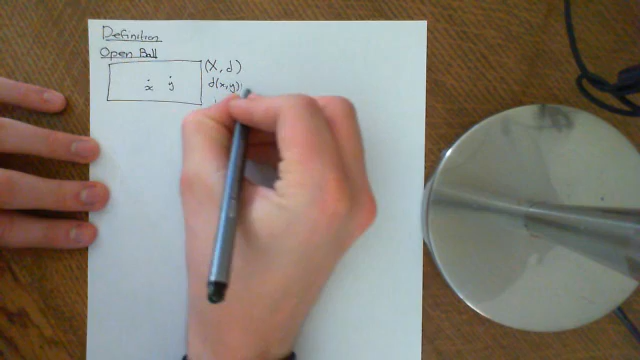 Definition
Open Ball
(X, d)
x y d(x,y)